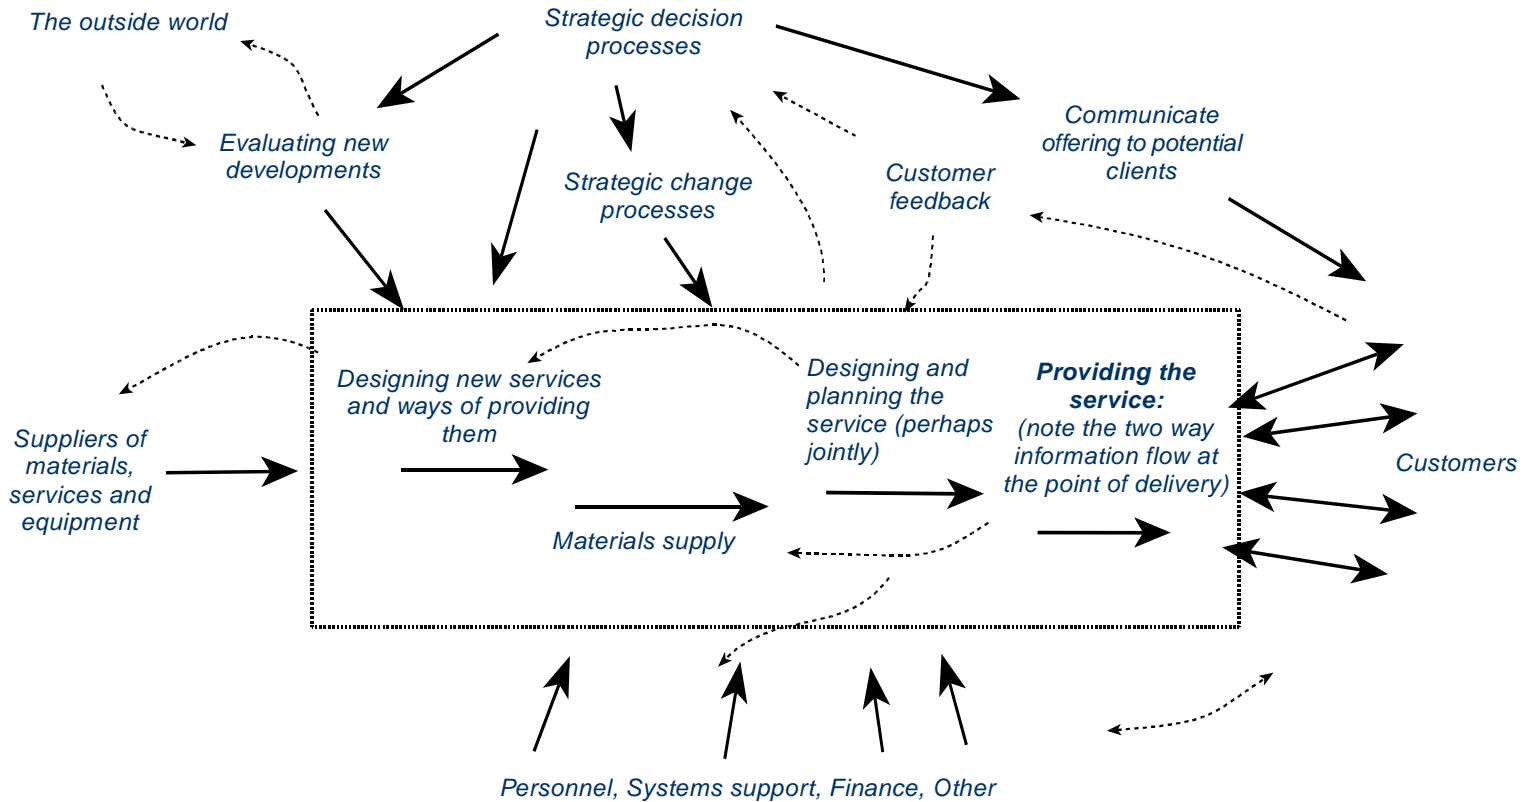 The outside world
Strategic decision
processes
Communicate
offering to potential
clients
Evaluating new
developments
Strategic change
processes
Customer
feedback
Designing new services
and ways of providing
them
Designing and
planning the
service (perhaps
jointly)
Providing the
service:
(note the two way
information flow at
the point of delivery)
Suppliers of
materials,
services and
equipment
Customers
Materials supply
Personnel, Systems support, Finance, Other